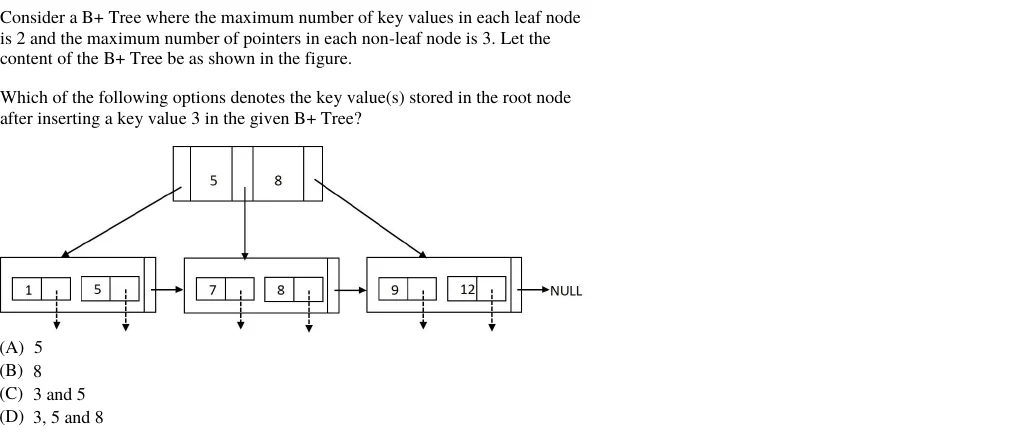 Consider a B+ Tree where the maximum number of key values in each leaf node
is 2 and the maximum number of pointers in each non-leaf node is 3. Let the
content of the B+ Tree be as shown in the figure.
Which of the following options denotes the key value(s) stored in the root node
after inserting a key value 3 in the given B+ Tree?
5 8
1 5 7 8 9 12 NULL
(A) 5
(B) 8
(C) 3 and 5
(D) 3, 5 and 8